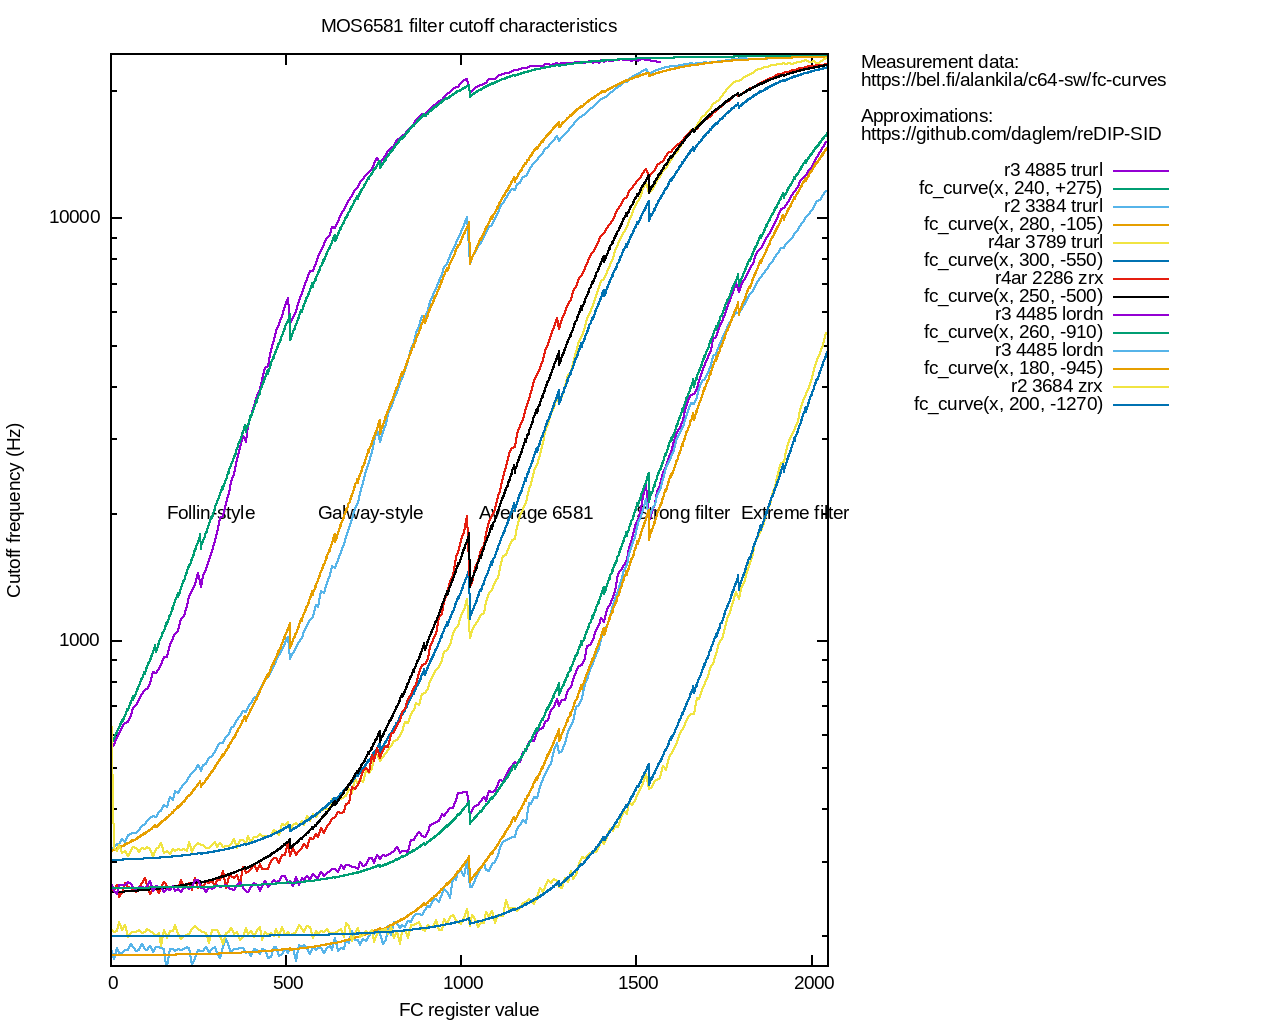 MOS6581 filter cutoff characteristics
Measurement data:
https://bel.fi/alankila/c64-sw/fc-curves
Approximations:
https://github.com/daglem/reDIP-SID
r3 4885 trurl
fc_curve(x, 240, +275)
r2 3384 trurl
fc_curve(x, 280, -105)
r4ar 3789 trurl
fc_curve(x, 300, -550)
r4ar 2286 zrx
fc_curve(x, 250, -500)
r3 4485 lordn
fc_curve(x, 260, -910)
r3 4485 lordn
fc_curve(x, 180, -945)
r2 3684 zrx
fc_curve(x, 200, -1270)
10000
1000
Cutoff frequency (Hz)
Follin-style
Galway-style
Average 6581
Strong filter
Extreme filter
0
500
1000
1500
2000
FC register value